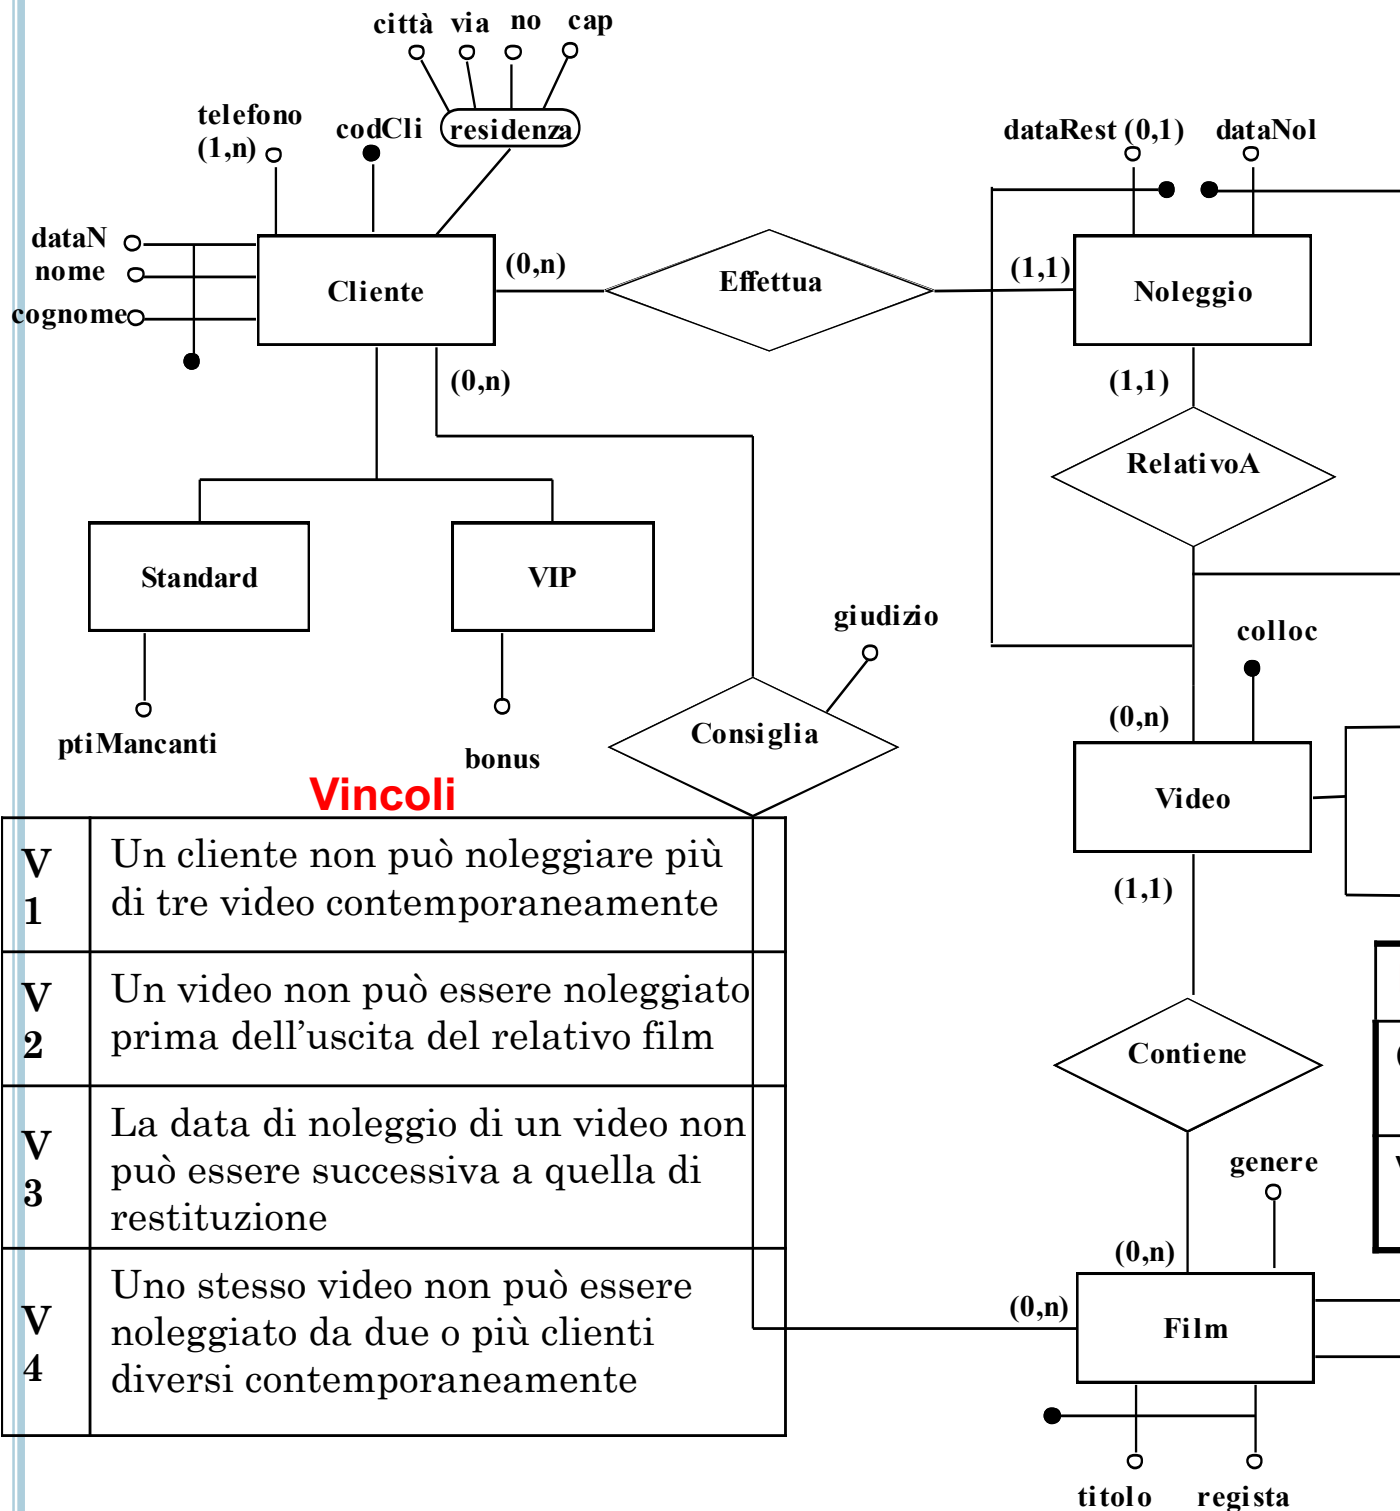 città via no cap
telefono
(1,n)
codCli
residenza
dataRest (0,1) dataNol
dataN
nome
cognome
Cliente
(0,n)
Effettua
(1,1)
Noleggio
(0,n)
(1,1)
RelativoA
Standard
VIP
giudizio
colloc
ptiMancanti
bonus
Consiglia
(0,n)
Video
(1,1)
Vincoli
V
1
Un cliente non può noleggiare più
di tre video contemporaneamente
V
2
Un video non può essere noleggiato
prima dell'uscita del relativo film
V
3
La data di noleggio di un video non
può essere successiva a quella di
restituzione
V
4
Uno stesso video non può essere
noleggiato da due o più clienti
diversi contemporaneamente
Contiene
genere
(0,n)
(0,n)
Film
titolo regista